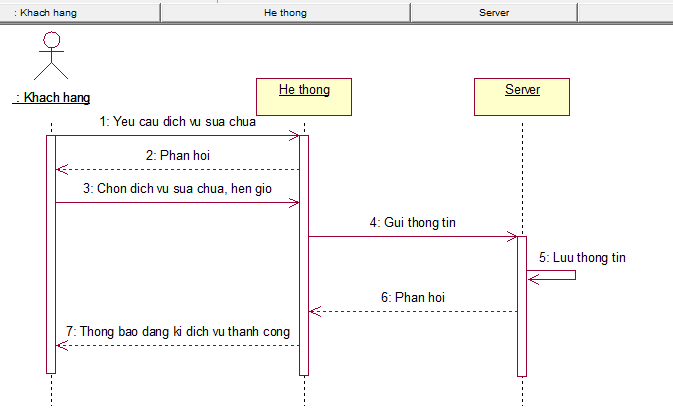 : Khach hang
He thong
Server
: Khach hang
He thong
Server
1: Yeu cau dich vu sua chua
2: Phan hoi
3: Chon dich vu sua chua, hen gio
4: Gui thong tin
5: Luu thong tin
6: Phan hoi
7: Thong bao dang ki dich vu thanh cong